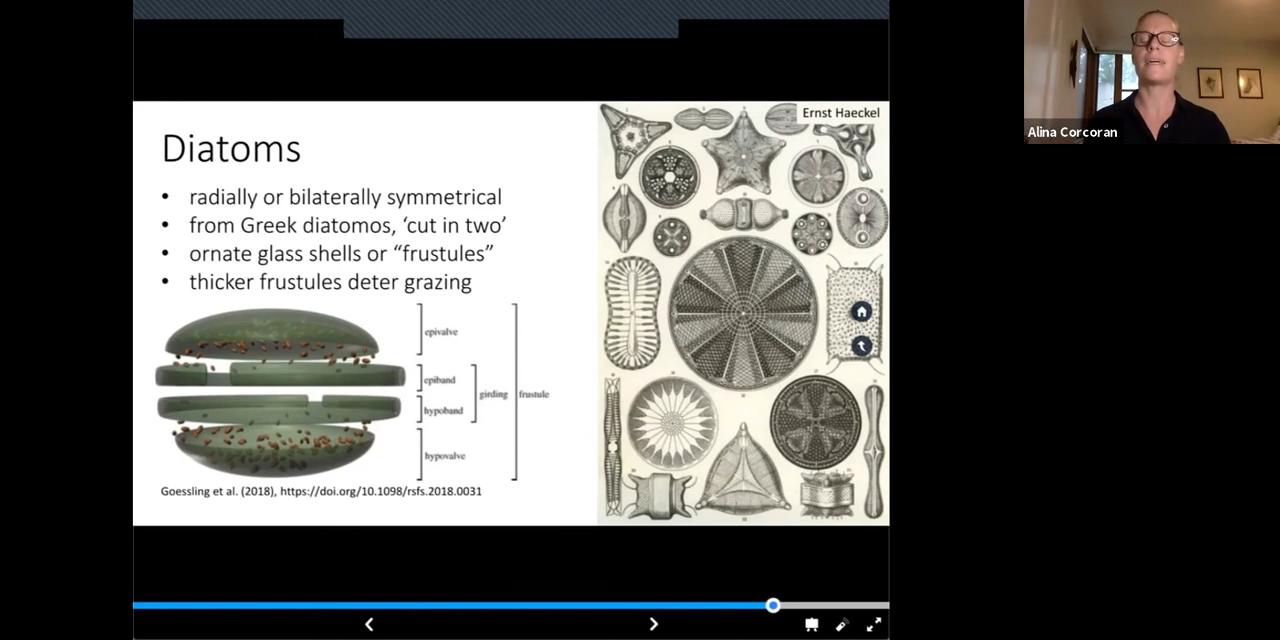 Ernst Haeckel
Diatoms
• radially or bilaterally symmetrical
• from Greek diatomos, ‘cut in two’
• ornate glass shells or “frustules”
• thicker frustules deter grazing
epivalve
epiband
girding
frustule
hypoband
hypovalve
Goessling et al. (2018), https://doi.org/10.1098/rsfs.2018.0031
Alina Corcoran